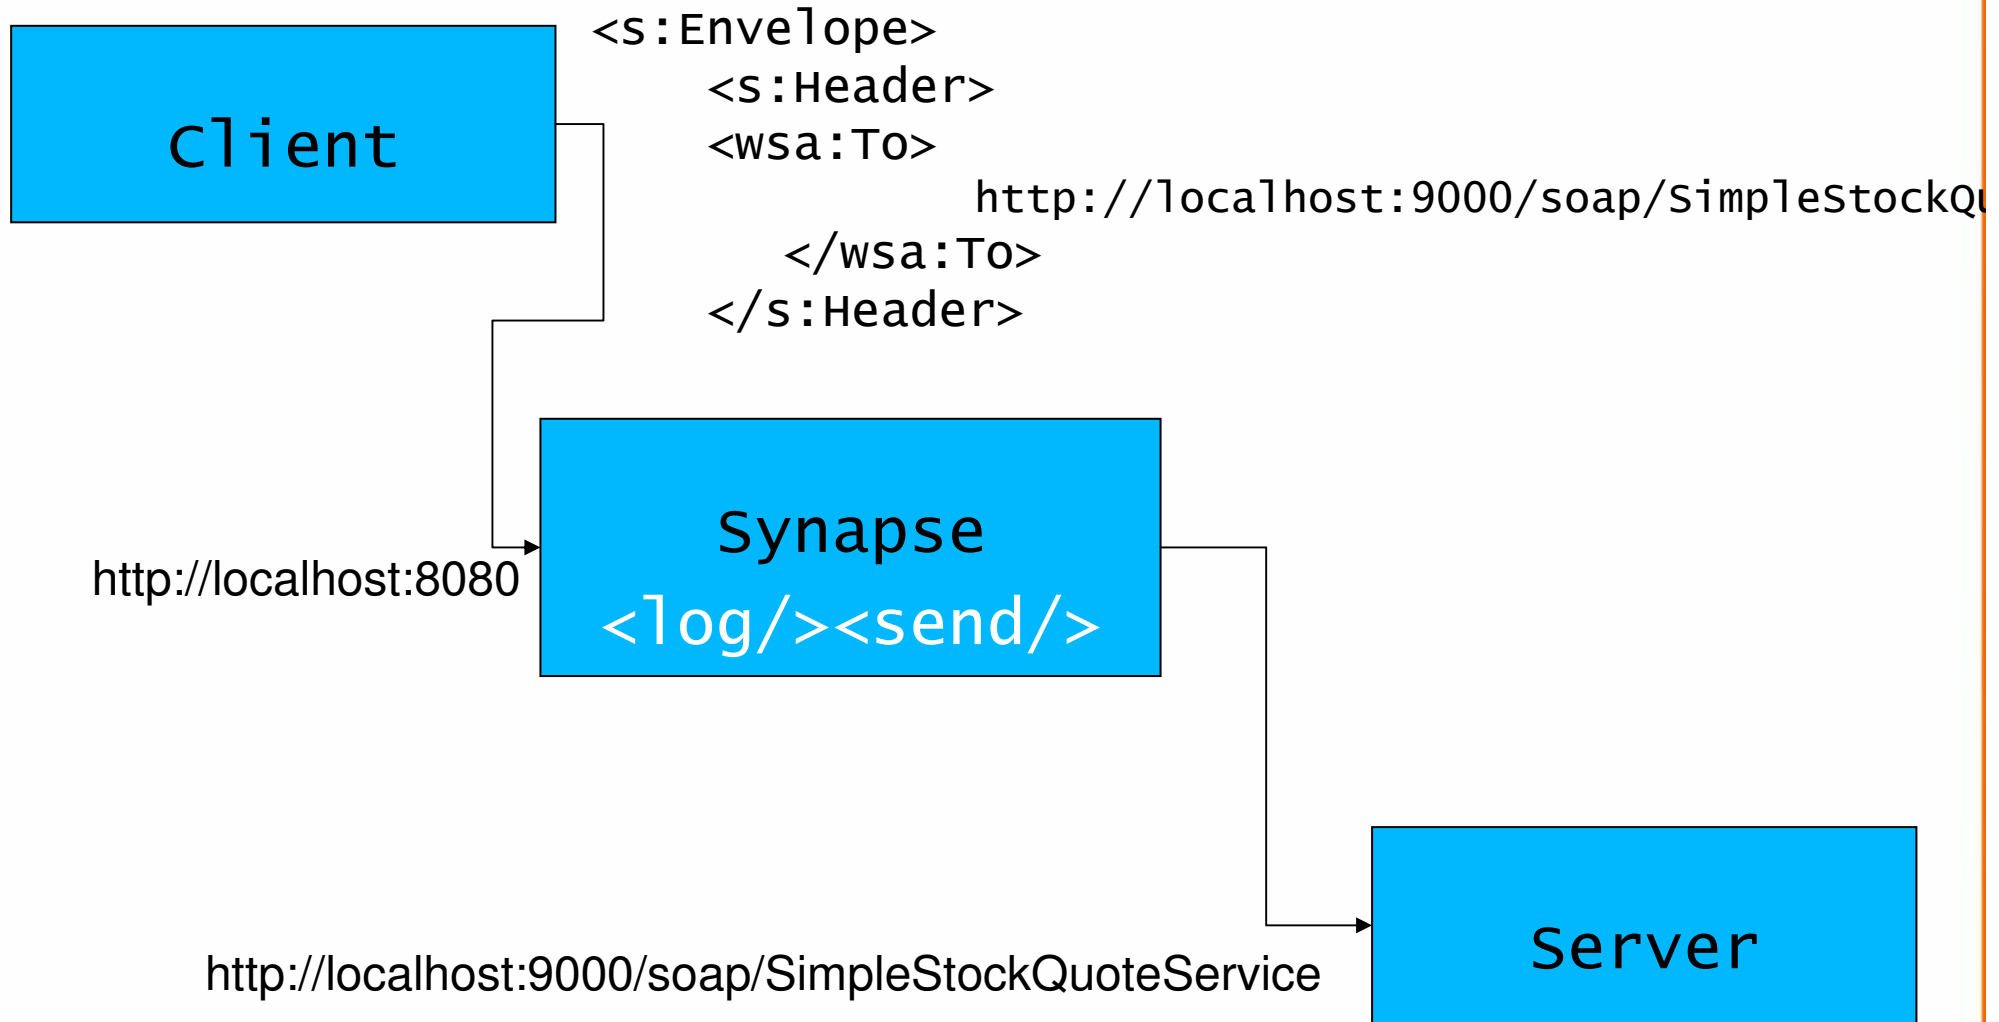 <s:Envelope>
<s:Header>
Client
<wsa:To>
http://localhost:9000/soap/SimpleStockQu
</wsa:To>
</s:Header>
Synapse
http://localhost:8080
<log/><send/>
Server
http://localhost:9000/soap/SimpleStockQuoteService